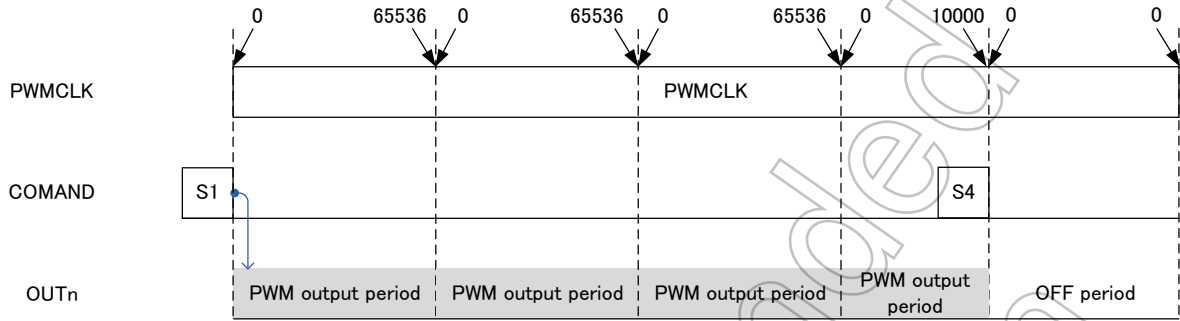 0 65536 0 65536 0 65536 0 10000 0 0
PWMCLK PWMCLK
COMAND S1 S4
OUTn PWM output period PWM output period PWM output period PWM output
period OFF period